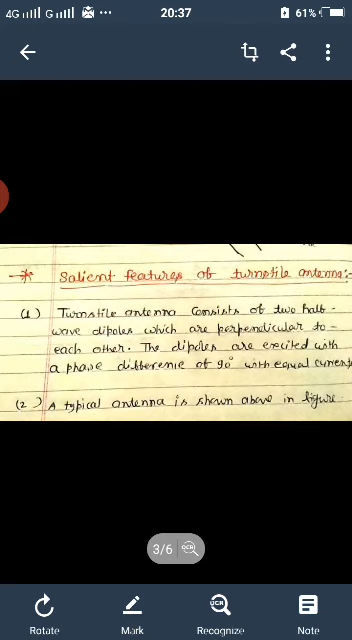 4G G ...
20:37
61%
* Salient features of turnstile antenna:-
(1) Turnstile antenna consists of two half-
wave dipoles which are perpendicular to
each other. The dipoles are excited with
a phase difference of 90° with equal currents
(2) A typical antenna is shown above in figure
3/6 OCR
Rotate Mark Recognize Note